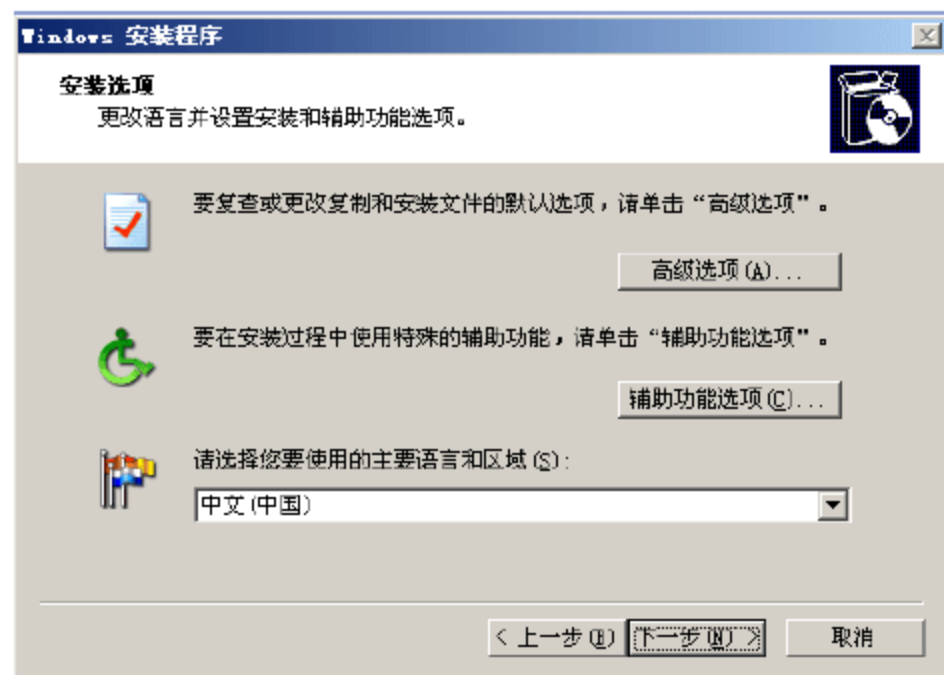 Windows 安装程序
安装选项
更改语言并设置安装和辅助功能选项。
要复查或更改复制和安装文件的默认选项，请单击“高级选项”。
高级选项(A)...
要在安装过程中使用特殊的辅助功能，请单击“辅助功能选项”。
辅助功能选项(C)...
请选择您要使用的主要语言和区域(S):
中文(中国)
< 上一步(B) 下一步(N) > 取消